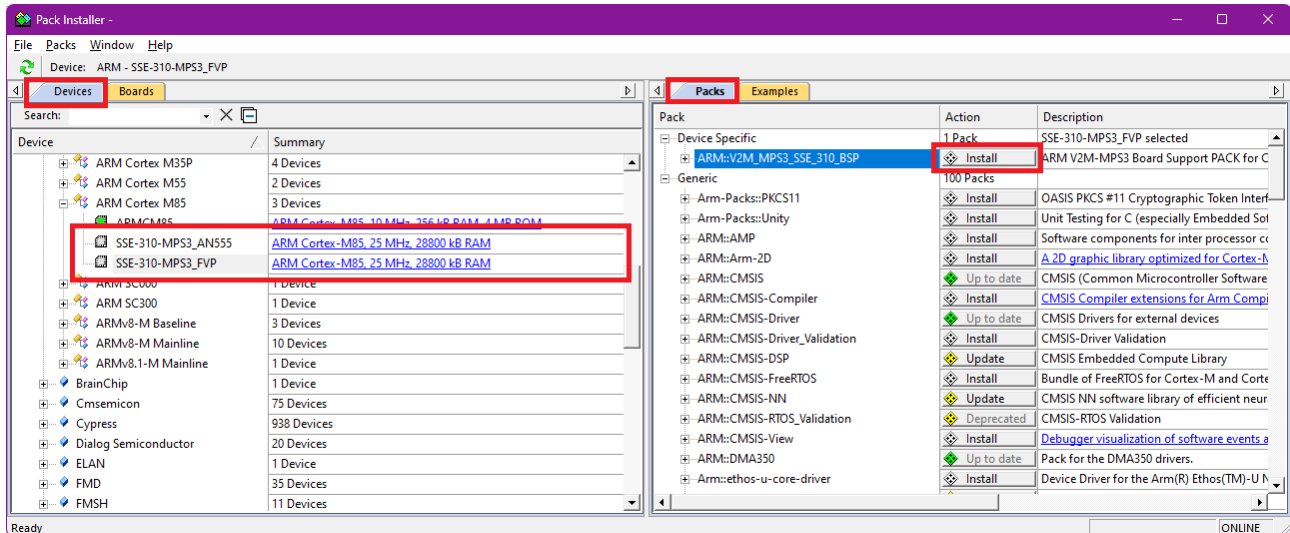 Pack Installer -
File Packs Window Help
Device: ARM - SSE-310-MPS3_FVP
Devices Boards
Search:
Device / Summary
ARM Cortex M35P 4 Devices
ARM Cortex M55 2 Devices
ARM Cortex M85 3 Devices
ARMCM85 ARM Cortex-M85, 10 MHz, 256 kB RAM, 4 MB ROM
SSE-310-MPS3_AN555 ARM Cortex-M85, 25 MHz, 28800 kB RAM
SSE-310-MPS3_FVP ARM Cortex-M85, 25 MHz, 28800 kB RAM
ARM SC000 1 Device
ARM SC300 1 Device
ARMv8-M Baseline 3 Devices
ARMv8-M Mainline 10 Devices
ARMv8.1-M Mainline 1 Device
BrainChip 1 Device
Cmsemicon 75 Devices
Cypress 938 Devices
Dialog Semiconductor 20 Devices
ELAN 1 Device
FMD 35 Devices
FMSH 11 Devices
Packs Examples
Pack Action Description
Device Specific 1 Pack SSE-310-MPS3_FVP selected
ARM::V2M_MPS3_SSE_310_BSP Install ARM V2M-MPS3 Board Support PACK for C
Generic 100 Packs
Arm-Packs::PKCS11 Install OASIS PKCS #11 Cryptographic Token Interf
Arm-Packs::Unity Install Unit Testing for C (especially Embedded Sof
ARM::AMP Install Software components for inter processor co
ARM::Arm-2D Install A 2D graphic library optimized for Cortex-M
ARM::CMSIS Up to date CMSIS (Common Microcontroller Software
ARM::CMSIS-Compiler Install CMSIS Compiler extensions for Arm Compi
ARM::CMSIS-Driver Up to date CMSIS Drivers for external devices
ARM::CMSIS-Driver_Validation Install CMSIS-Driver Validation
ARM::CMSIS-DSP Update CMSIS Embedded Compute Library
ARM::CMSIS-FreeRTOS Install Bundle of FreeRTOS for Cortex-M and Corte
ARM::CMSIS-NN Update CMSIS NN software library of efficient neur
ARM::CMSIS-RTOS_Validation Deprecated CMSIS-RTOS Validation
ARM::CMSIS-View Install Debugger visualization of software events a
ARM::DMA350 Up to date Pack for the DMA350 drivers.
Arm::ethos-u-core-driver Install Device Driver for the Arm(R) Ethos(TM)-U N
Ready ONLINE